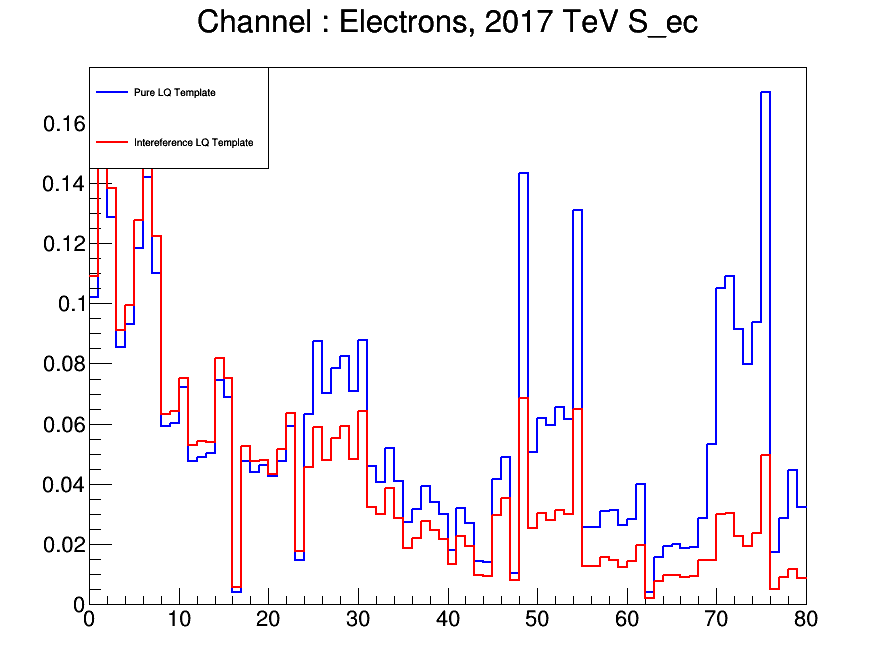 Channel : Electrons, 2017 TeV S_ec
Pure LQ Template
Intereference LQ Template
0.16
0.14
0.12
0.1
0.08
0.06
0.04
0.02
0
0 10 20 30 40 50 60 70 80